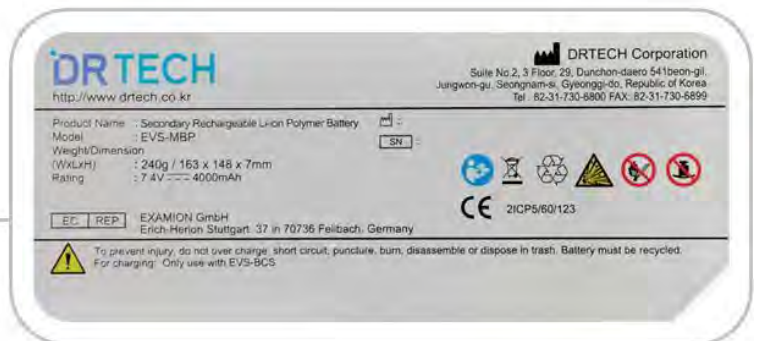 DRTECH
http://www.drtech.co.kr
DRTECH Corporation
Suite No.2, 3 Floor, 29, Dunchon-daero 541beon-gil,
Jungwon-gu, Seongnam-si, Gyeonggi-do, Republic of Korea
Tel : 82-31-730-6800 FAX: 82-31-730-6899
Product Name : Secondary Rechargeable Li-ion Polymer Battery
Model : EVS-MBP
Weight/Dimension
(WxLxH) : 240g / 163 x 148 x 7mm
Rating : 7.4V 4000mAh
:
SN :
CE 2ICP5/60/123
EC REP EXAMION GmbH
Erich-Herion Stuttgart 37 in 70736 Fellbach, Germany
To prevent injury, do not over charge, short circuit, puncture, burn, disassemble or dispose in trash. Battery must be recycled.
For charging: Only use with EVS-BCS